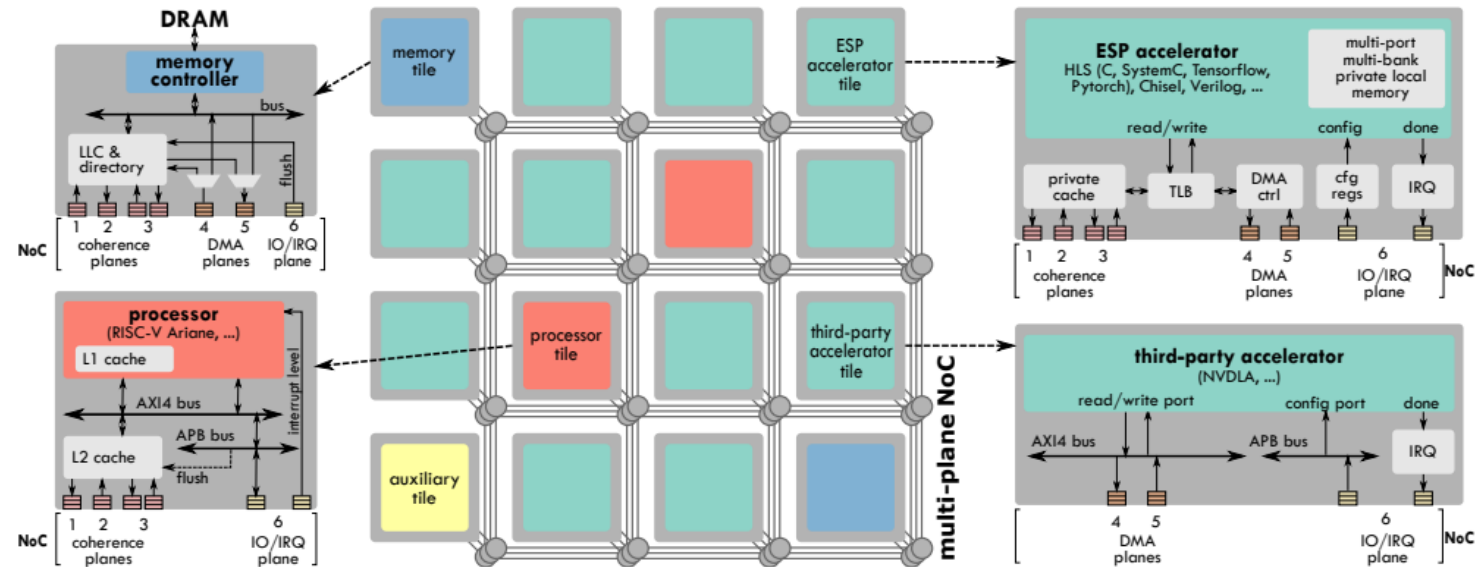 DRAM
memory
controller
bus
LLC &
directory
flush
1 2 3 4 5 6
NoC
coherence
planes
DMA
planes
IO/IRQ
plane
processor
(RISC-V Ariane, ...)
L1 cache
interrupt level
AXI4 bus
APB bus
L2 cache
flush
1 2 3 6
NoC
coherence
planes
IO/IRQ
plane
memory
tile
ESP
accelerator
tile
processor
tile
third-party
accelerator
tile
auxiliary
tile
multi-plane NoC
ESP accelerator
HLS (C, SystemC, Tensorflow,
Pytorch), Chisel, Verilog, ...
multi-port
multi-bank
private local
memory
read/write
config
done
private
cache
TLB
DMA
ctrl
cfg
regs
IRQ
1 2 3 4 5 6
coherence
planes
DMA
planes
IO/IRQ
plane
NoC
third-party accelerator
(NVDLA, ...)
read/write port
config port
done
AXI4 bus
APB bus
IRQ
4 5 6
DMA
planes
IO/IRQ
plane
NoC